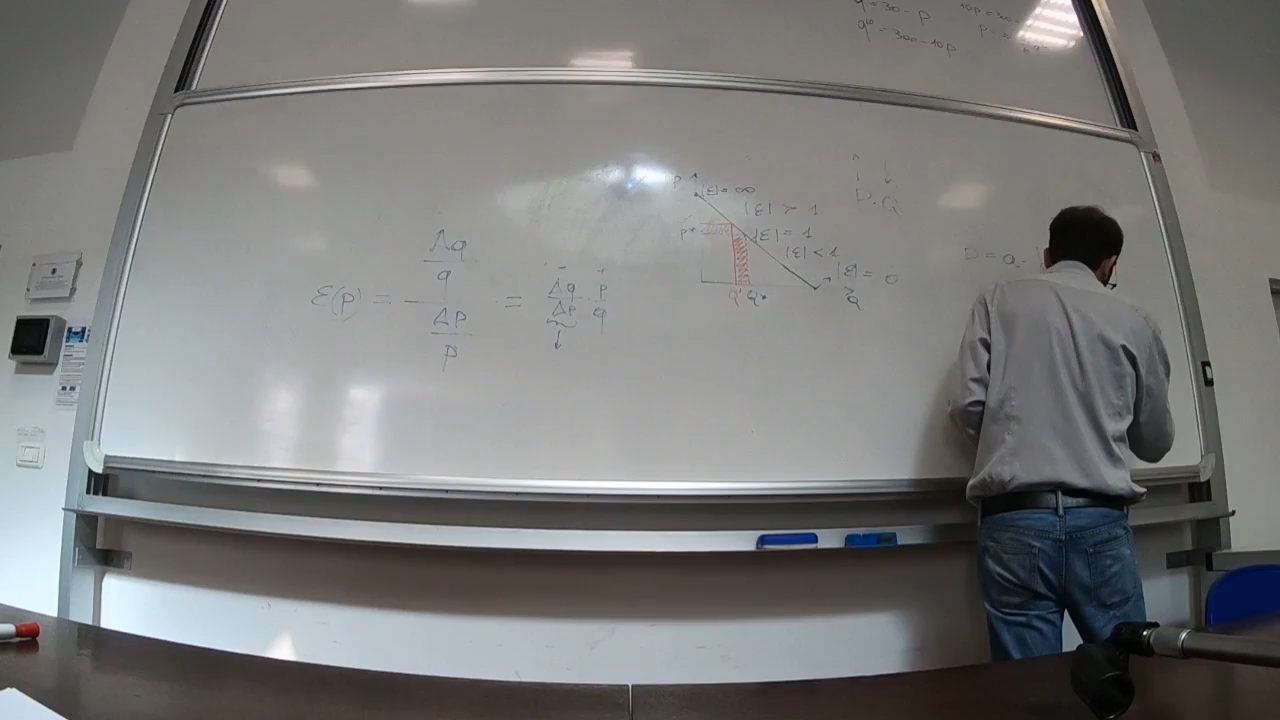 q = 30 - p
q^D = 300 - 10p
ε(p) = Δq/q / Δp/p = Δq/Δp · p/q
- +
↓
p
|ε| = ∞
|ε| > 1
|ε| = 1
|ε| < 1
|ε| = 0
p*
q' q*
q
↑ ↓
P.Q